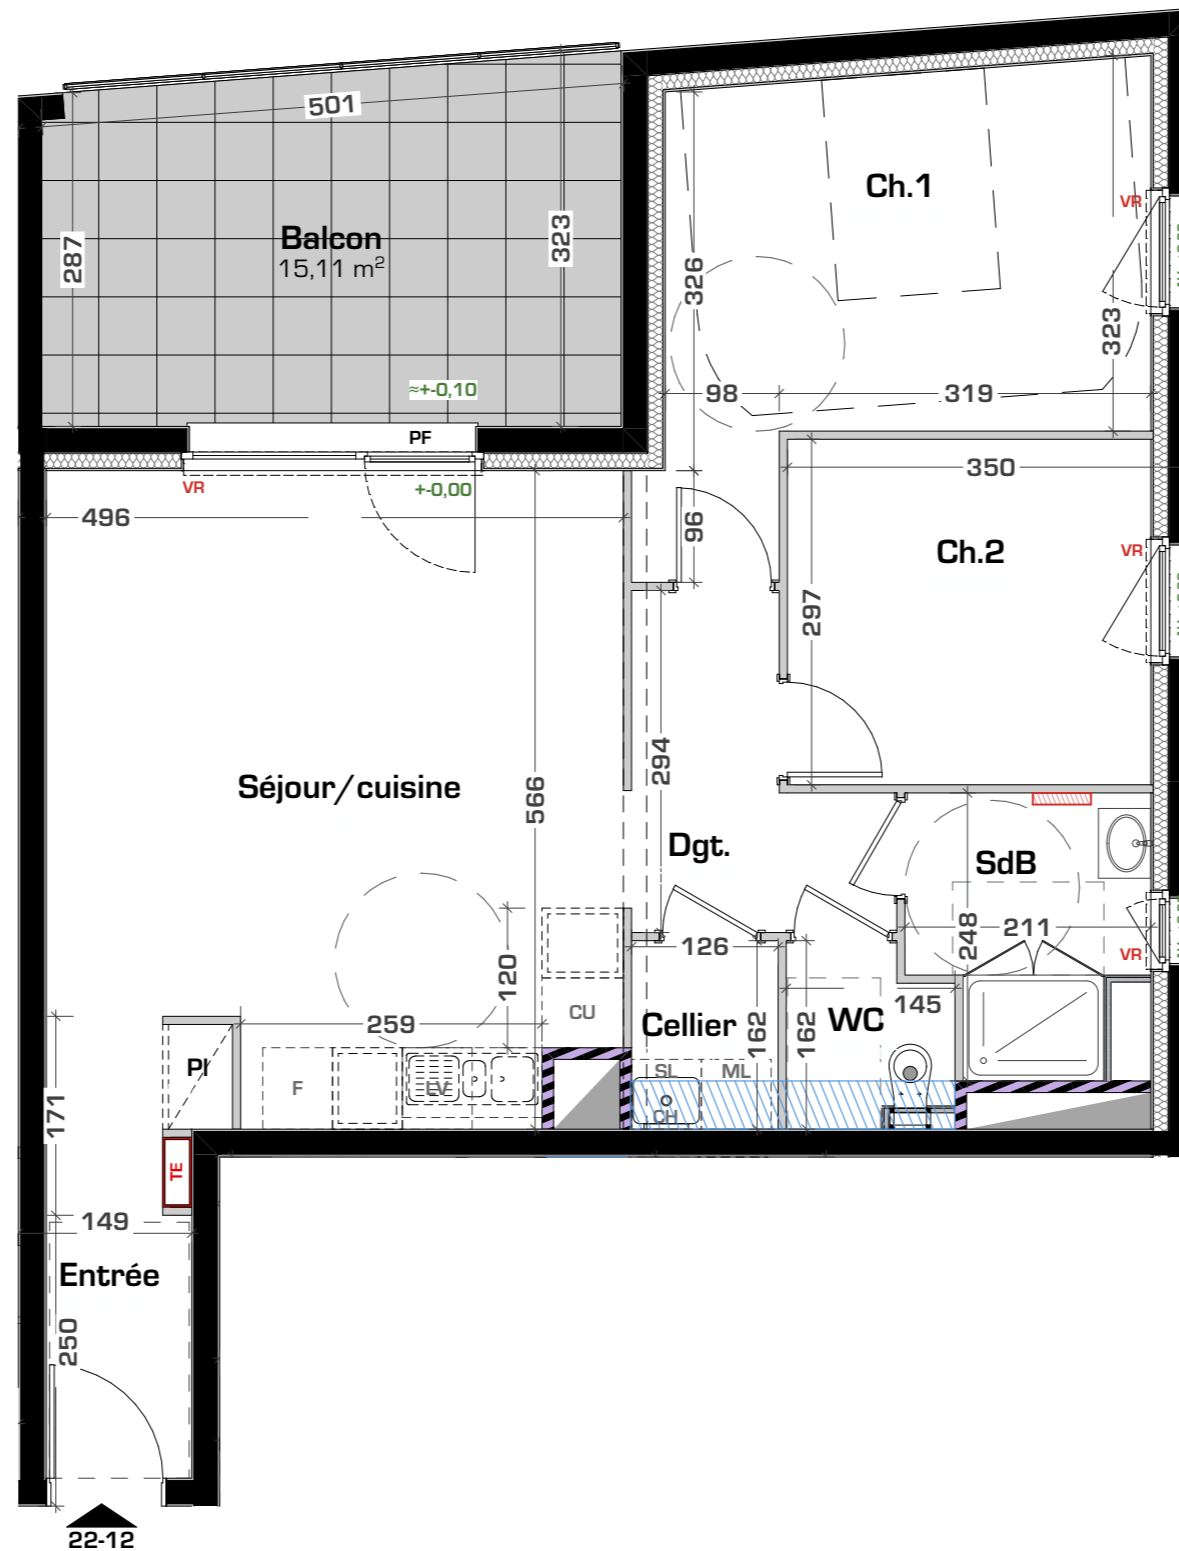 501
Ch.1
VR
Balcon
15,11 m²
287
323
326
323
≈+-0,10
98
319
PF
VR
+-0,00
350
496
96
Ch.2
VR
297
294
Séjour/cuisine
566
Dgt.
SdB
248
211
VR
126
120
CU
145
259
Cellier
162
162
WC
PI
F
LV
SL
ML
CH
171
TE
149
Entrée
250
22-12